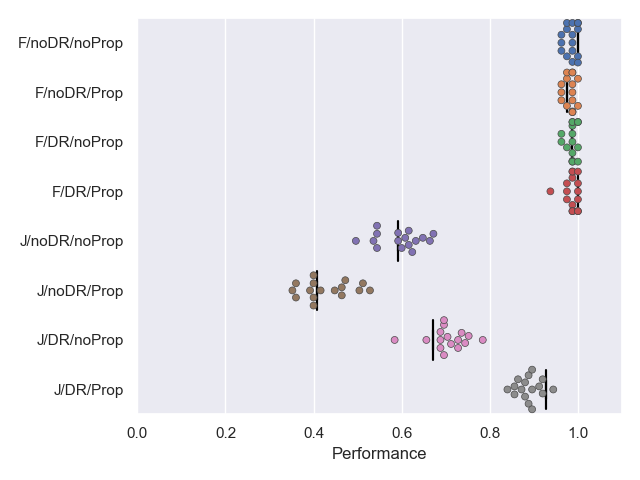 F/noDR/noProp
F/noDR/Prop
F/DR/noProp
F/DR/Prop
J/noDR/noProp
J/noDR/Prop
J/DR/noProp
J/DR/Prop
0.0 0.2 0.4 0.6 0.8 1.0
Performance